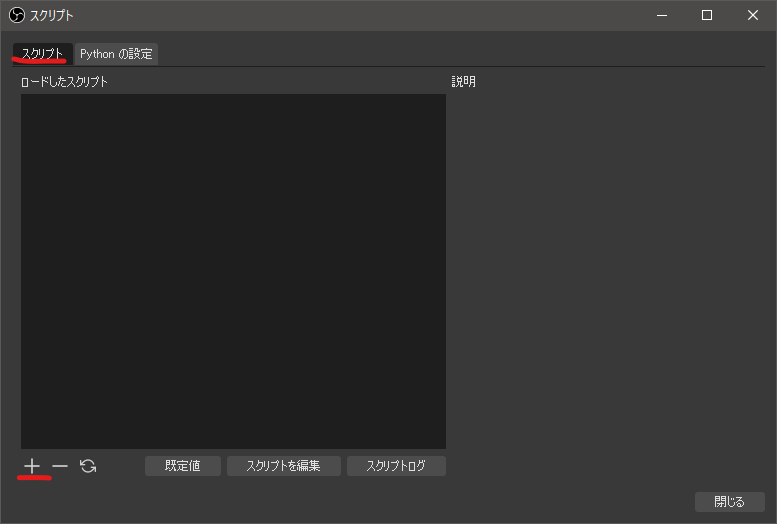 スクリプト
スクリプト Python の設定
ロードしたスクリプト 説明
既定値 スクリプトを編集 スクリプトログ
閉じる